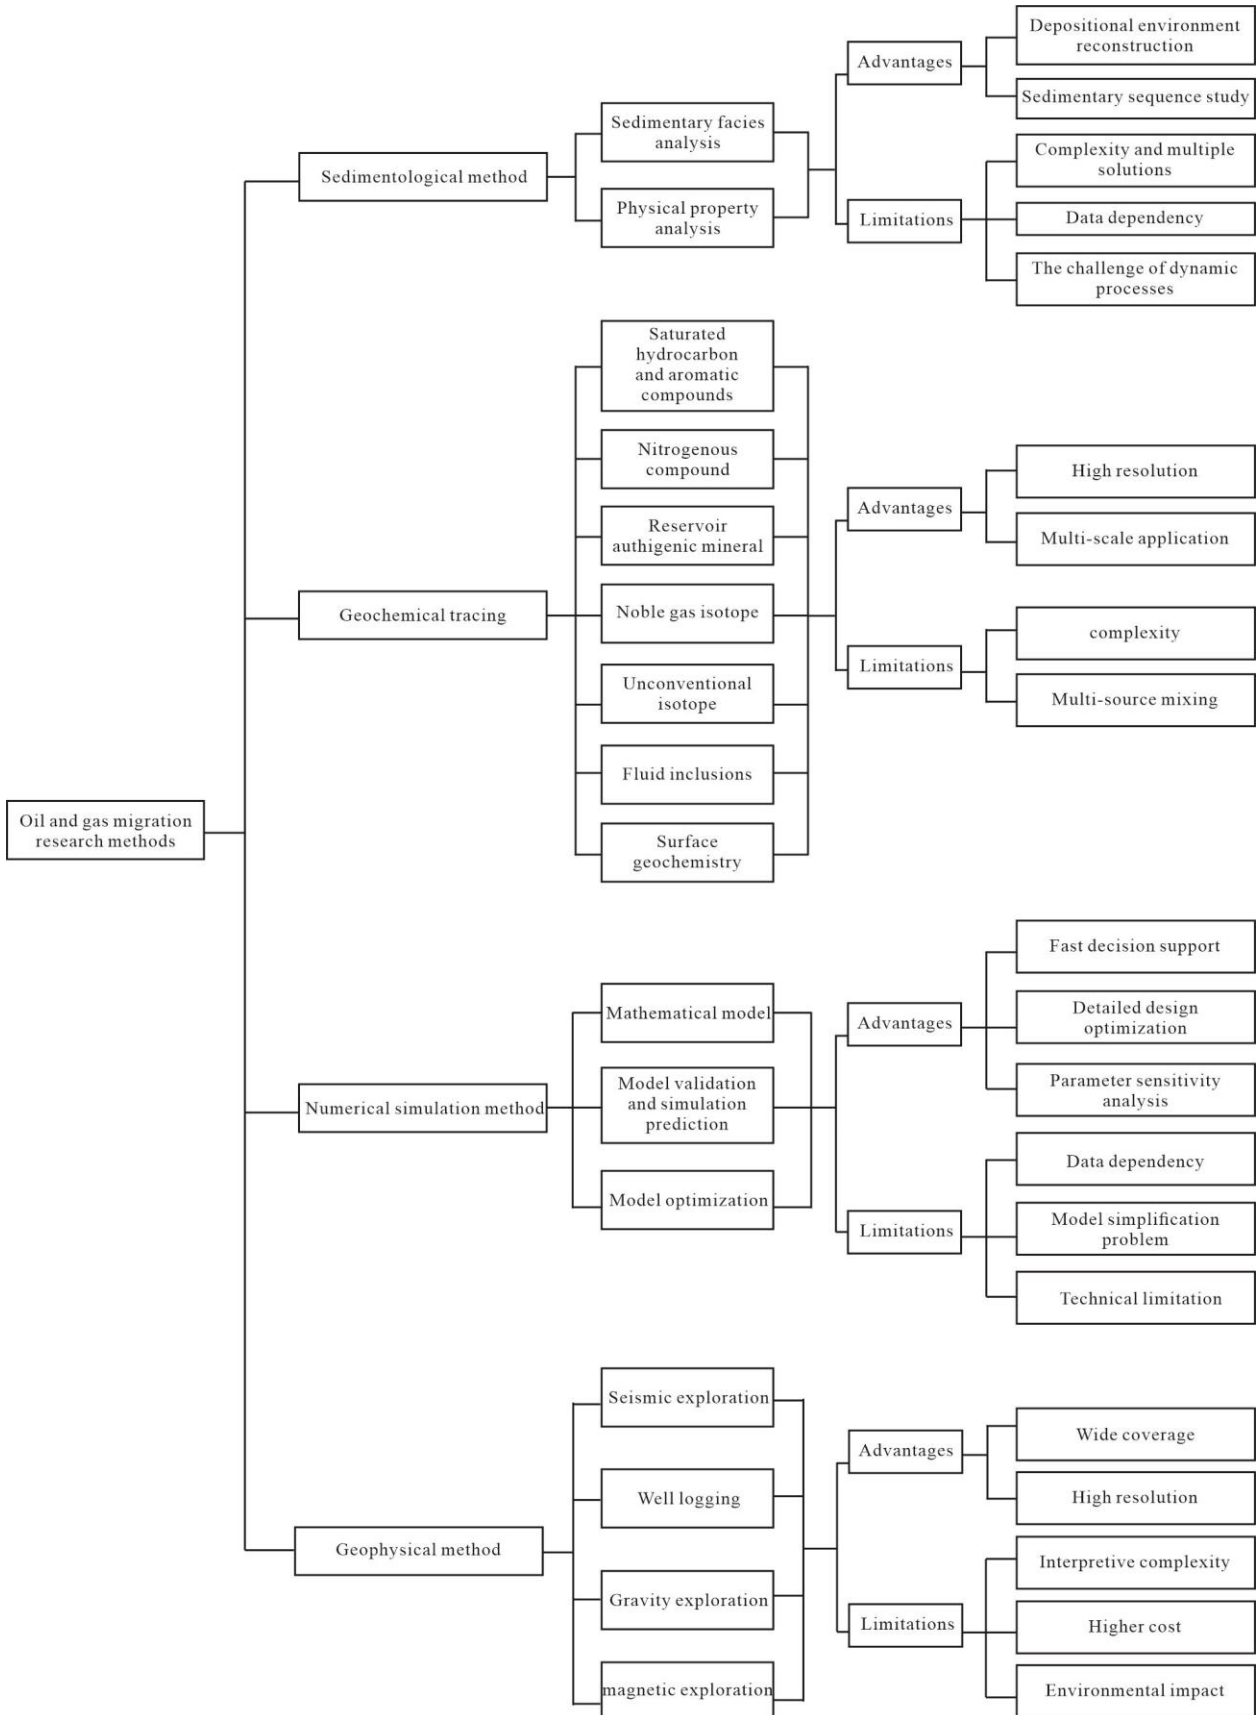 Oil and gas migration
research methods
Sedimentological method
Sedimentary facies
analysis
Physical property
analysis
Advantages
Depositional environment
reconstruction
Sedimentary sequence study
Limitations
Complexity and multiple
solutions
Data dependency
The challenge of dynamic
processes
Geochemical tracing
Saturated
hydrocarbon
and aromatic
compounds
Nitrogenous
compound
Reservoir
authigenic mineral
Noble gas isotope
Unconventional
isotope
Fluid inclusions
Surface
geochemistry
Advantages
High resolution
Multi-scale application
Limitations
complexity
Multi-source mixing
Numerical simulation method
Mathematical model
Model validation
and simulation
prediction
Model optimization
Advantages
Fast decision support
Detailed design
optimization
Parameter sensitivity
analysis
Limitations
Data dependency
Model simplification
problem
Technical limitation
Geophysical method
Seismic exploration
Well logging
Gravity exploration
magnetic exploration
Advantages
Wide coverage
High resolution
Limitations
Interpretive complexity
Higher cost
Environmental impact